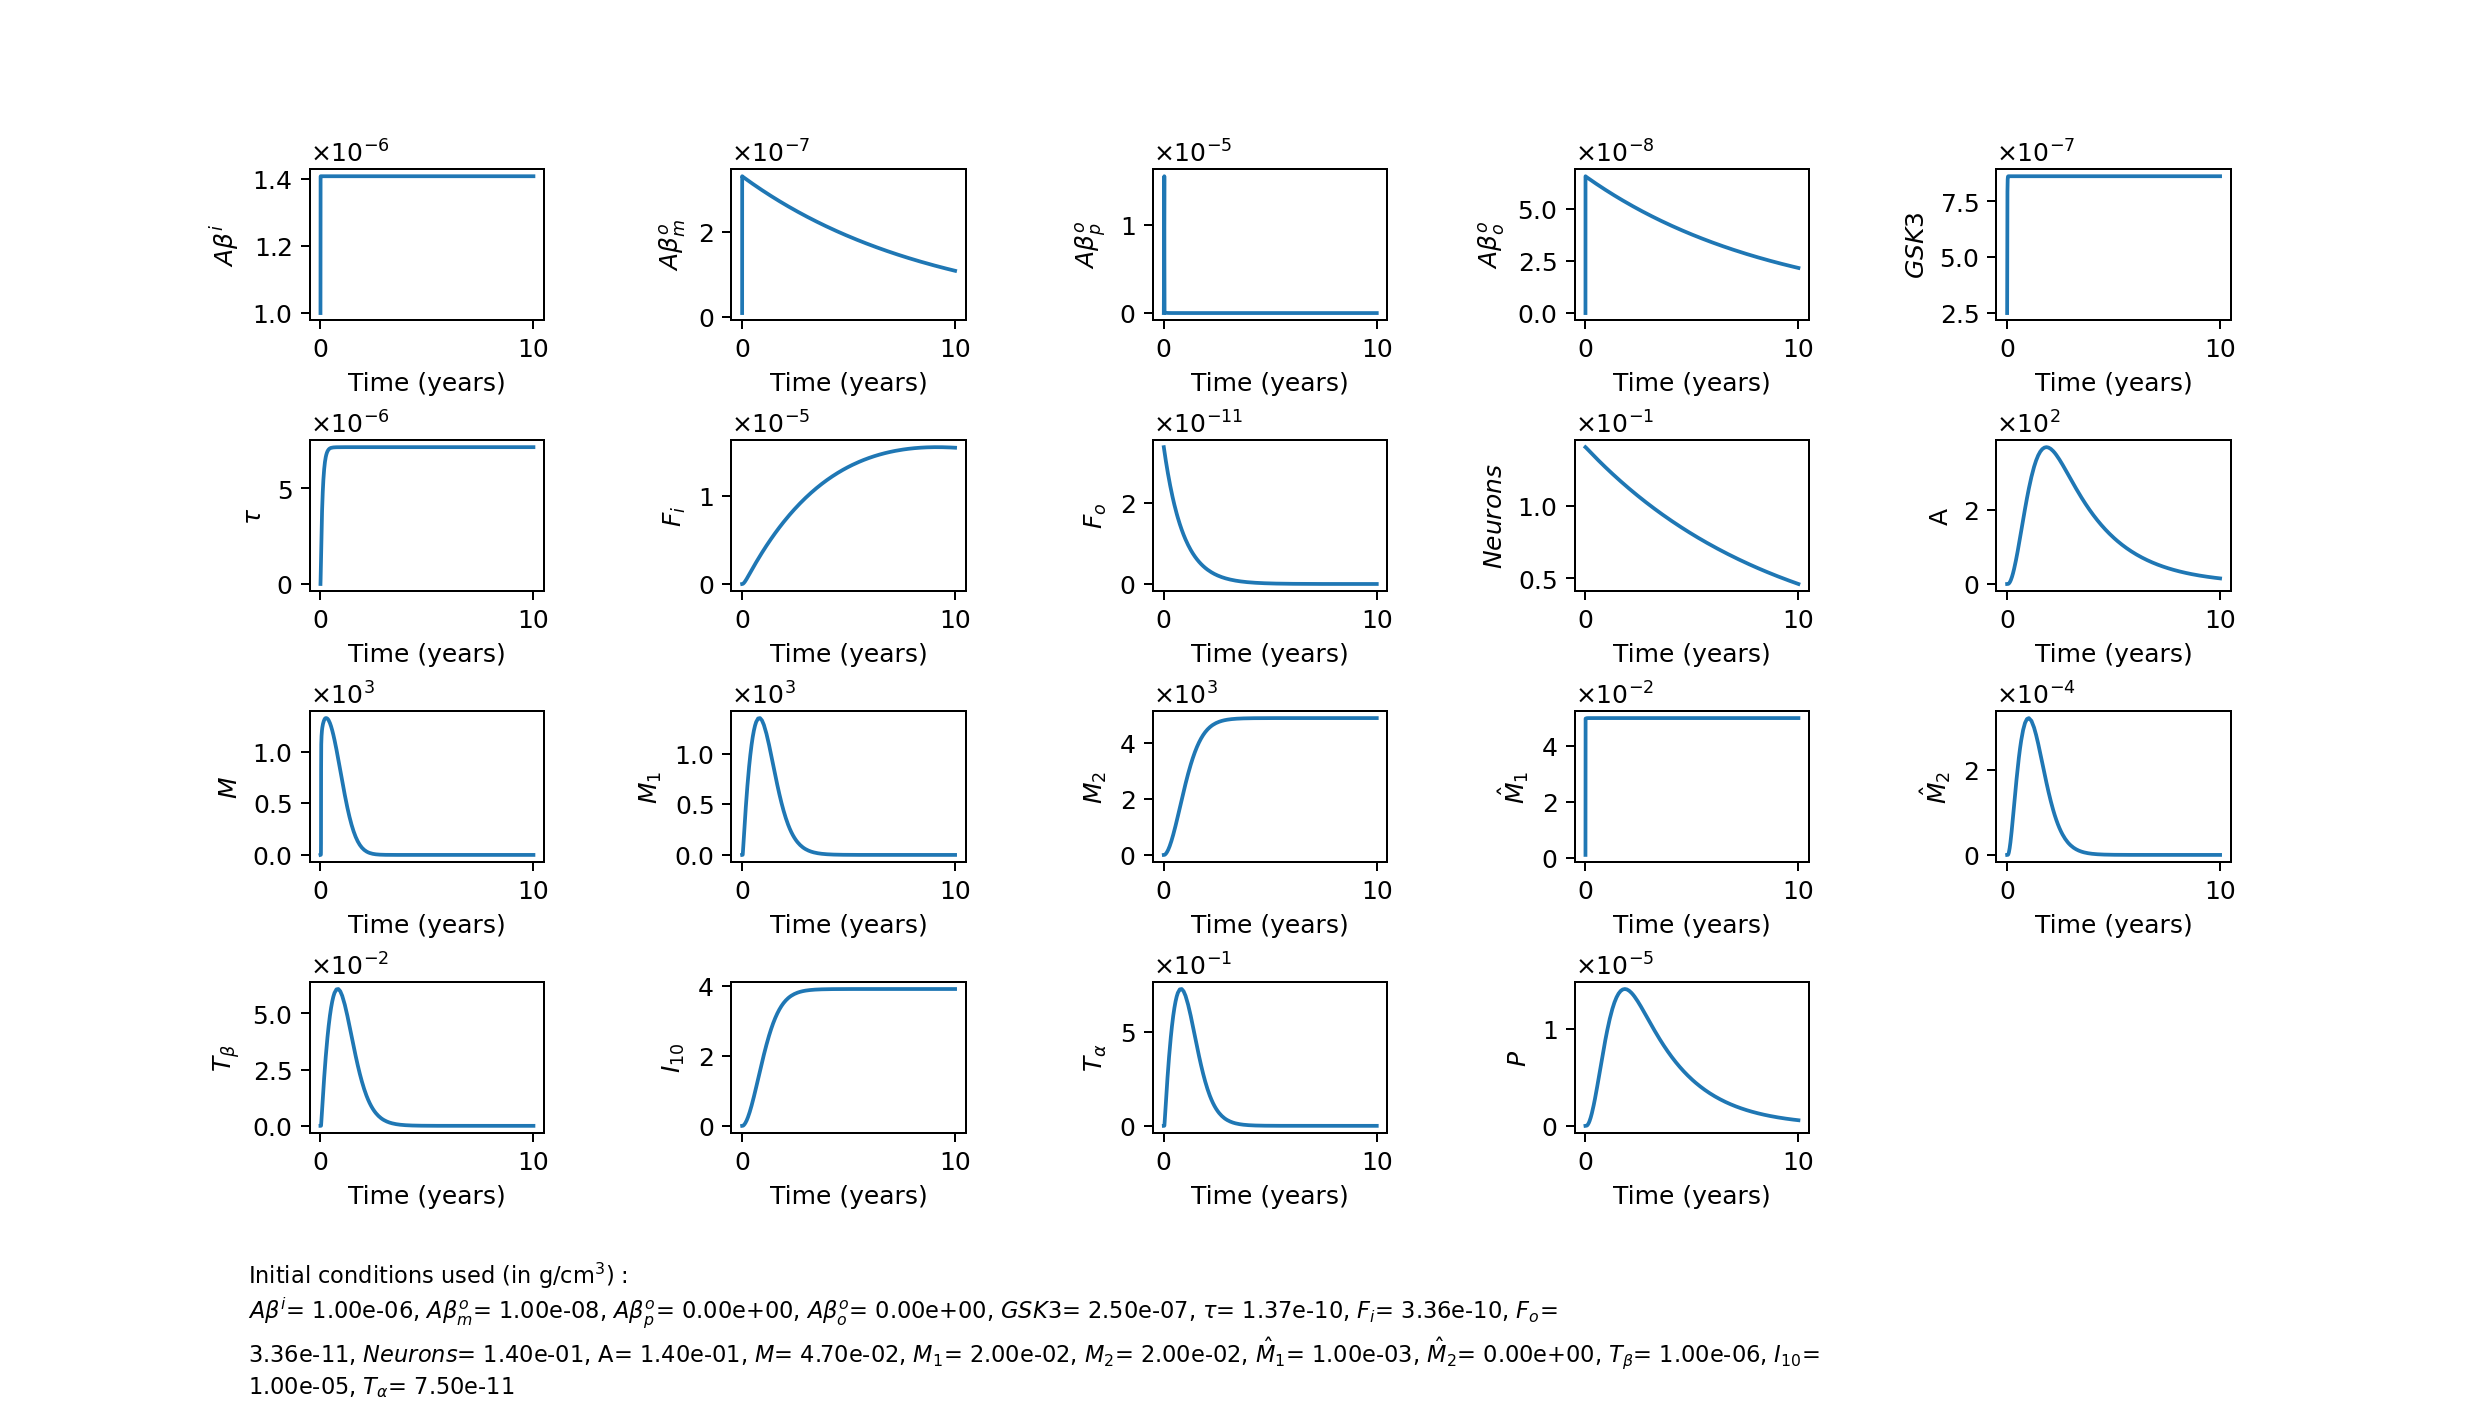 ×10⁻⁶ ×10⁻⁷ ×10⁻⁵ ×10⁻⁸ ×10⁻⁷
Aβⁱ 1.4 1.2 1.0 0 10 Time (years)
Aβₘᵒ 2 0 0 10 Time (years)
Aβₚᵒ 1 0 0 10 Time (years)
Aβₒᵒ 5.0 2.5 0.0 0 10 Time (years)
GSK3 7.5 5.0 2.5 0 10 Time (years)
×10⁻⁶ ×10⁻⁵ ×10⁻¹¹ ×10⁻¹ ×10²
τ 5 0 0 10 Time (years)
Fᵢ 1 0 0 10 Time (years)
Fₒ 2 0 0 10 Time (years)
Neurons 1.0 0.5 0 10 Time (years)
A 2 0 0 10 Time (years)
×10³ ×10³ ×10³ ×10⁻² ×10⁻⁴
M 1.0 0.5 0.0 0 10 Time (years)
M₁ 1.0 0.5 0.0 0 10 Time (years)
M₂ 4 2 0 0 10 Time (years)
M̂₁ 4 2 0 0 10 Time (years)
M̂₂ 2 0 0 10 Time (years)
×10⁻² ×10⁻¹ ×10⁻⁵
Tᵦ 5.0 2.5 0.0 0 10 Time (years)
I₁₀ 4 2 0 0 10 Time (years)
T_α 5 0 0 10 Time (years)
P 1 0 0 10 Time (years)
Initial conditions used (in g/cm³) :
Aβⁱ= 1.00e-06, Aβₘᵒ= 1.00e-08, Aβₚᵒ= 0.00e+00, Aβₒᵒ= 0.00e+00, GSK3= 2.50e-07, τ= 1.37e-10, Fᵢ= 3.36e-10, Fₒ=
3.36e-11, Neurons= 1.40e-01, A= 1.40e-01, M= 4.70e-02, M₁= 2.00e-02, M₂= 2.00e-02, M̂₁= 1.00e-03, M̂₂= 0.00e+00, Tᵦ= 1.00e-06, I₁₀=
1.00e-05, T_α= 7.50e-11